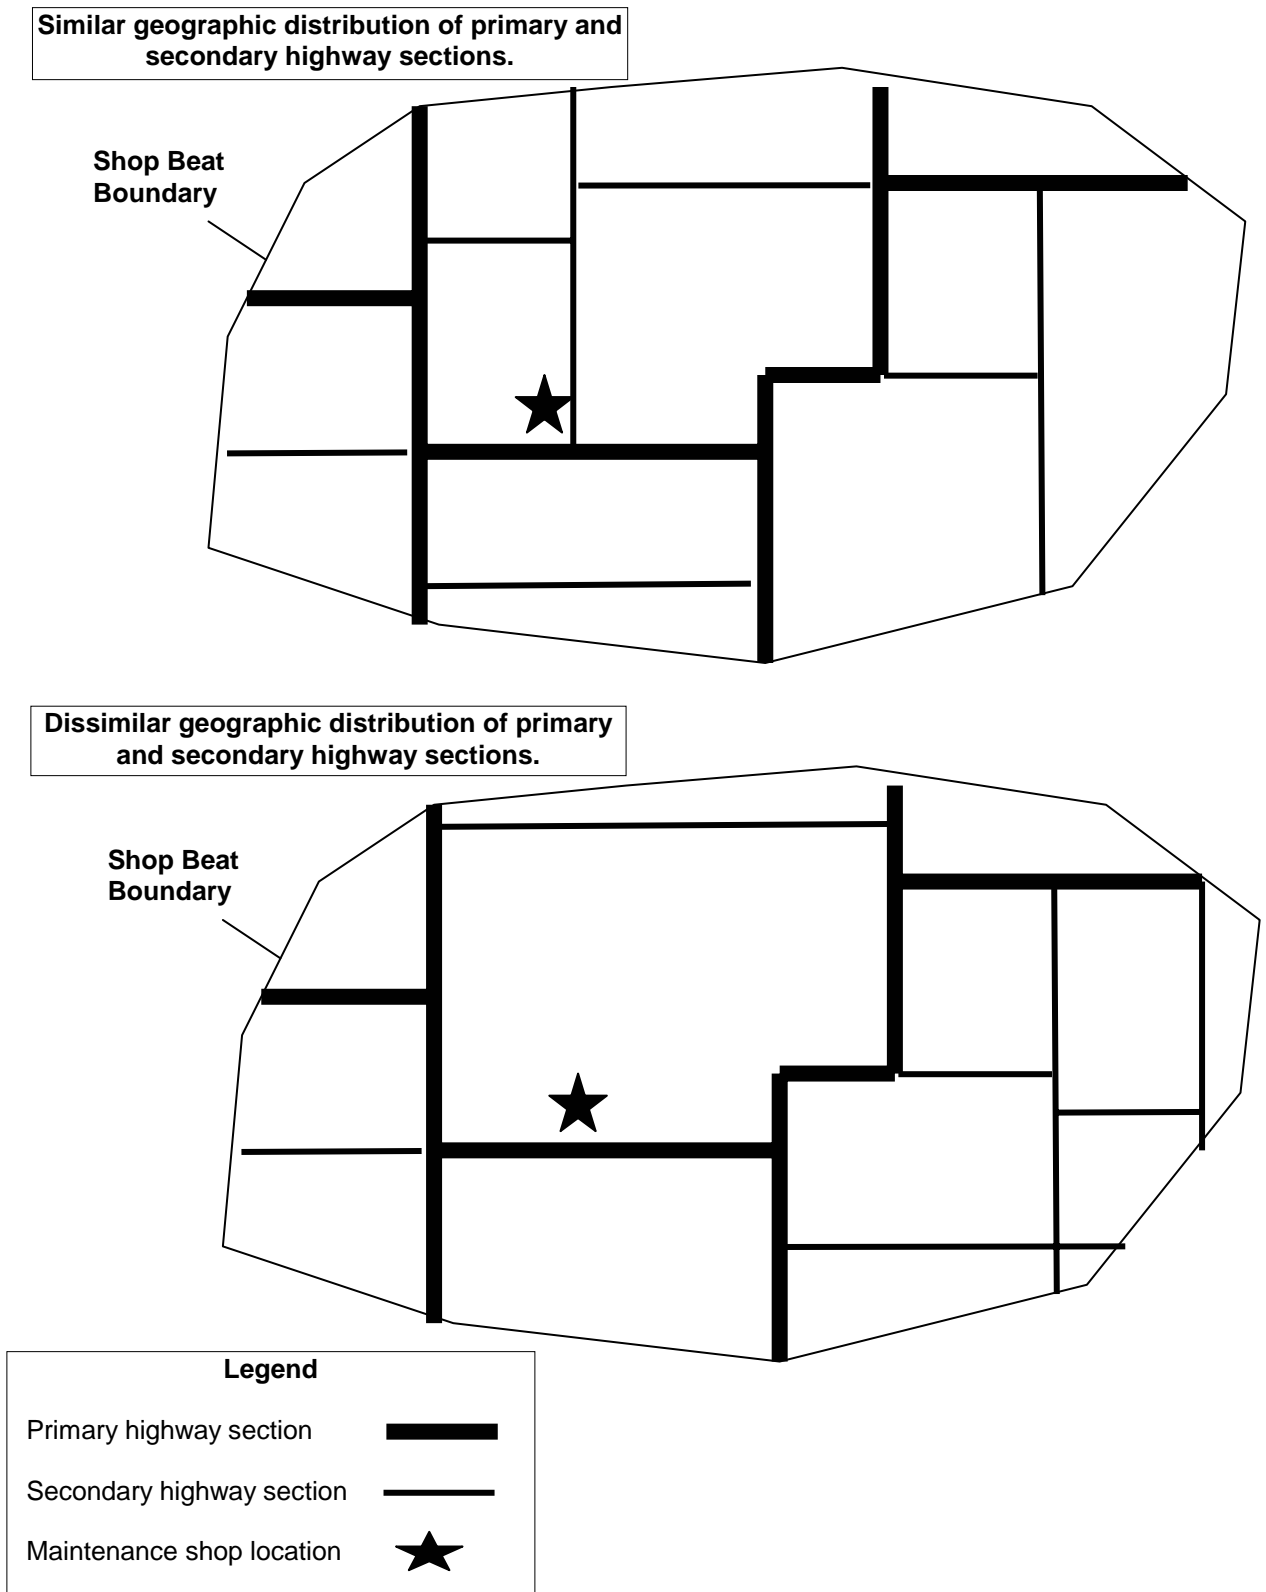 Similar geographic distribution of primary and
secondary highway sections.
Shop Beat
Boundary
Dissimilar geographic distribution of primary
and secondary highway sections.
Shop Beat
Boundary
Legend
Primary highway section
Secondary highway section
Maintenance shop location